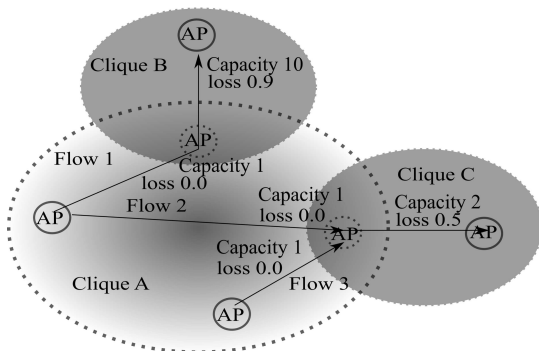 AP
Clique B
Capacity 10
loss 0.9
AP
Flow 1
Capacity 1
loss 0.0
Clique C
AP
Flow 2
Capacity 1
loss 0.0
Capacity 2
loss 0.5
AP
AP
Capacity 1
loss 0.0
Clique A
Flow 3
AP